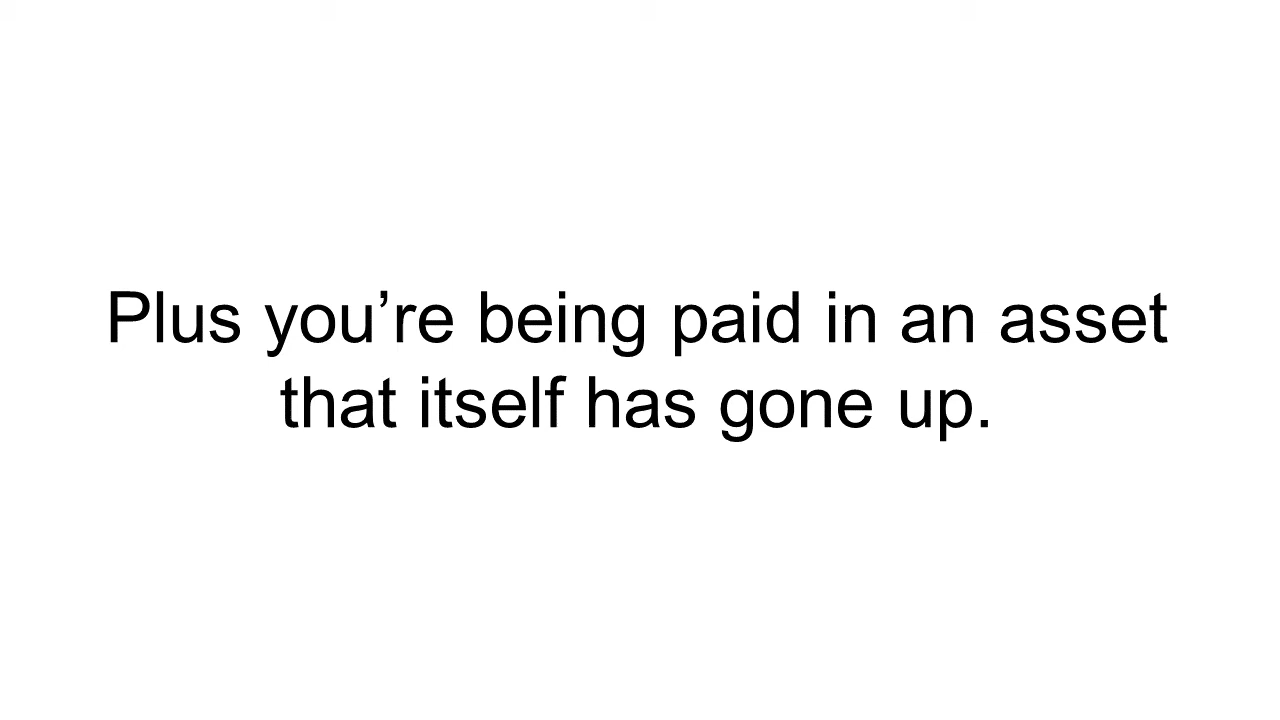 Plus you’re being paid in an asset
that itself has gone up.